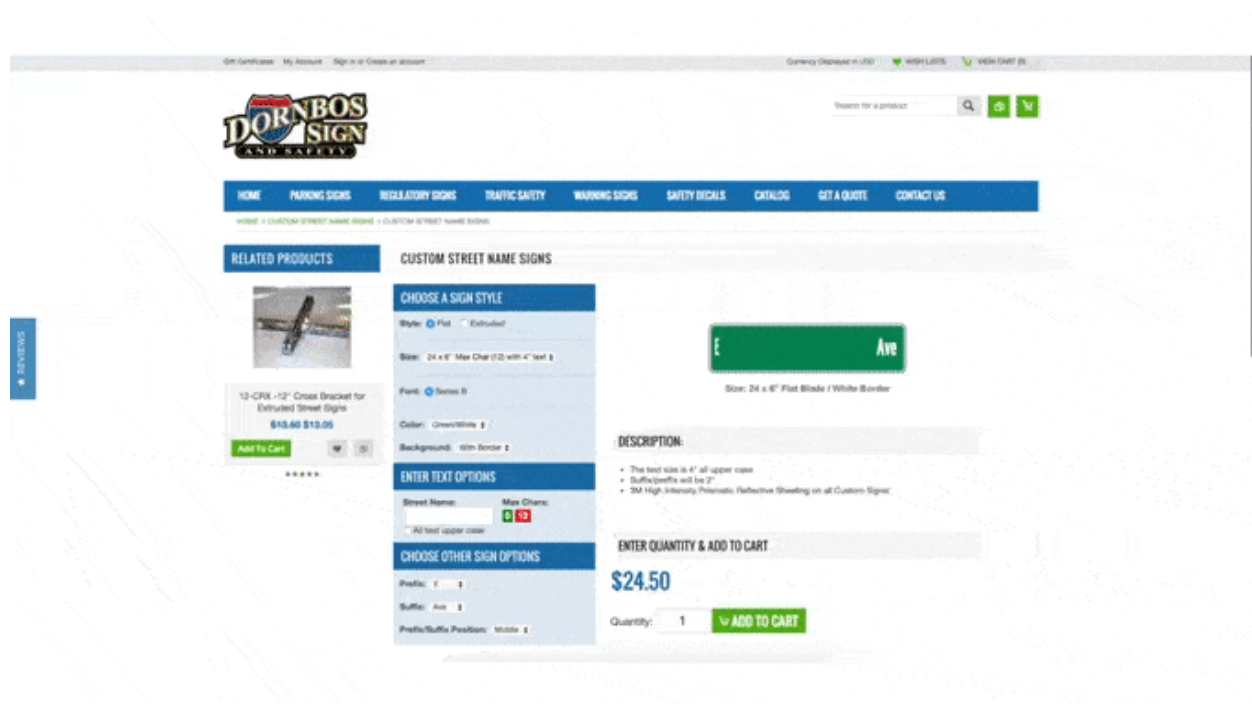 Gift Certificates My Account Sign in or Create an account
Currency Displayed in USD WISH LISTS VIEW CART (0)
DORNBOS
SIGN
AND SAFETY
Search for a product
HOME PARKING SIGNS REGULATORY SIGNS TRAFFIC SAFETY WARNING SIGNS SAFETY DECALS CATALOG GET A QUOTE CONTACT US
HOME > CUSTOM STREET NAME SIGNS > CUSTOM STREET NAME SIGNS
RELATED PRODUCTS
12-CRX -12" Cross Bracket for
Extruded Street Signs
$13.60 $13.05
Add To Cart
★ REVIEWS
CUSTOM STREET NAME SIGNS
CHOOSE A SIGN STYLE
Style: Flat Extruded
Size: 24 x 6" Max Char (12) with 4" text
Font: Series B
Color: Green/White
Background: With Border
ENTER TEXT OPTIONS
Street Name: Max Chars:
0 12
All text upper case
CHOOSE OTHER SIGN OPTIONS
Prefix: E
Suffix: Ave
Prefix/Suffix Position: Middle
E Ave
Size: 24 x 6" Flat Blade / White Border
DESCRIPTION:
• The text size is 4" all upper case
• Suffix/prefix will be 2"
• 3M High Intensity Prismatic Reflective Sheeting on all Custom Signs
ENTER QUANTITY & ADD TO CART
$24.50
Quantity: 1 ADD TO CART